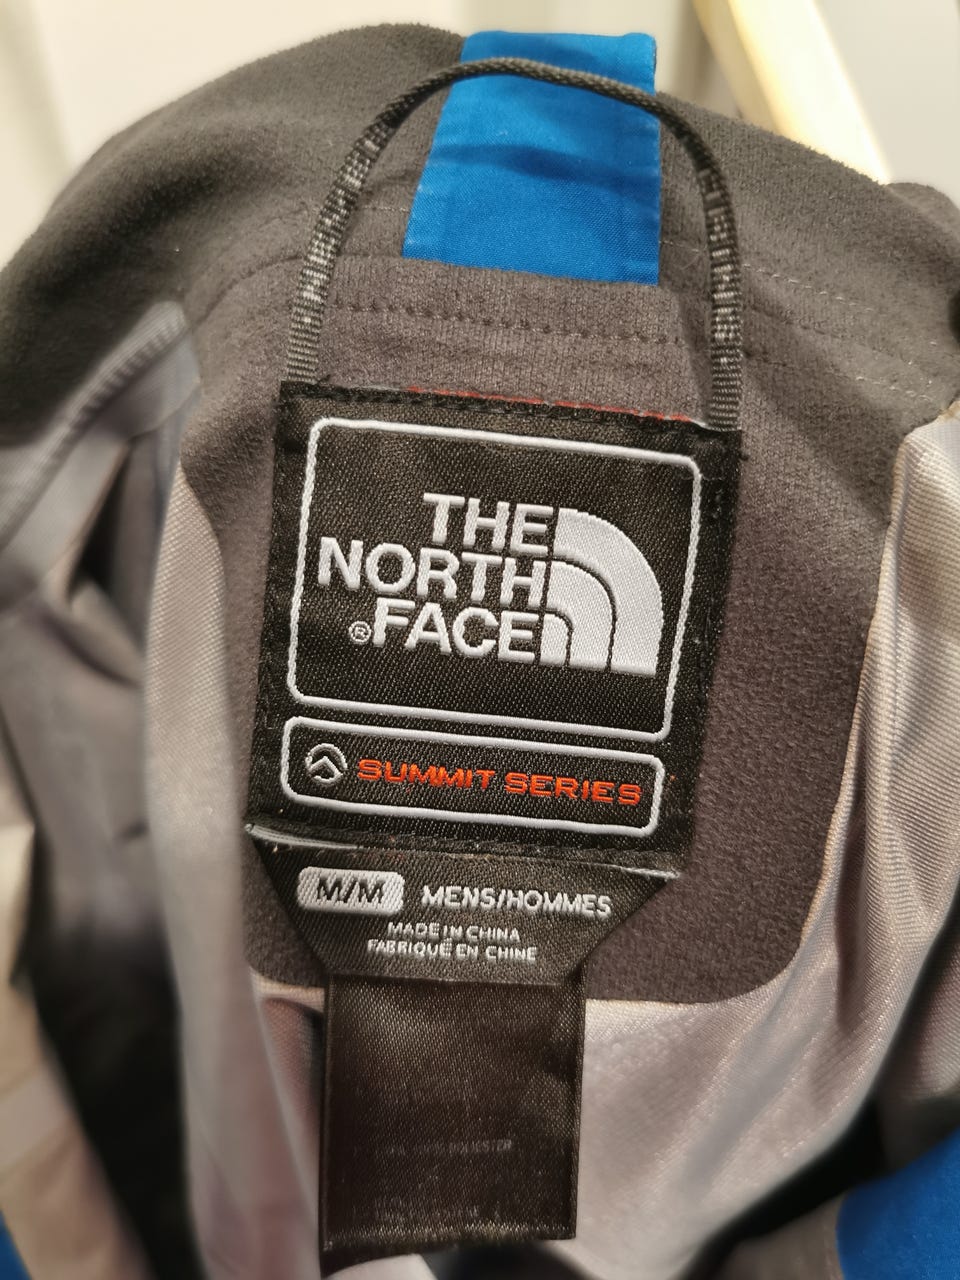 THE
NORTH
®FACE
SUMMIT SERIES
M/M MENS/HOMMES
MADE IN CHINA
FABRIQUÉ EN CHINE